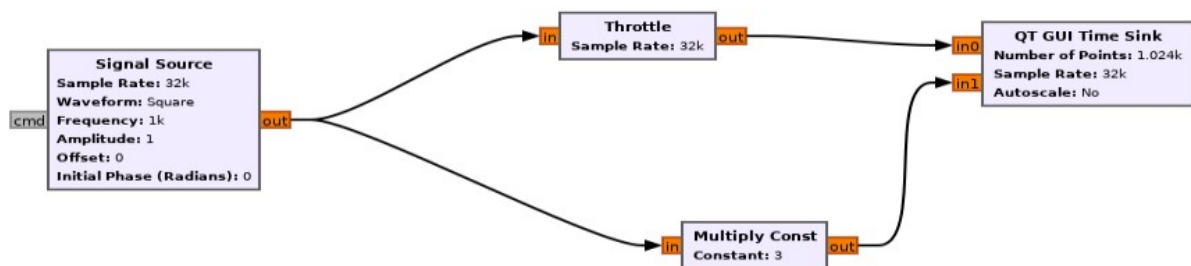 Signal Source
Sample Rate: 32k
Waveform: Square
Frequency: 1k
Amplitude: 1
Offset: 0
Initial Phase (Radians): 0
cmd
out
in
Throttle
Sample Rate: 32k
out
in
Multiply Const
Constant: 3
out
in0
in1
QT GUI Time Sink
Number of Points: 1.024k
Sample Rate: 32k
Autoscale: No